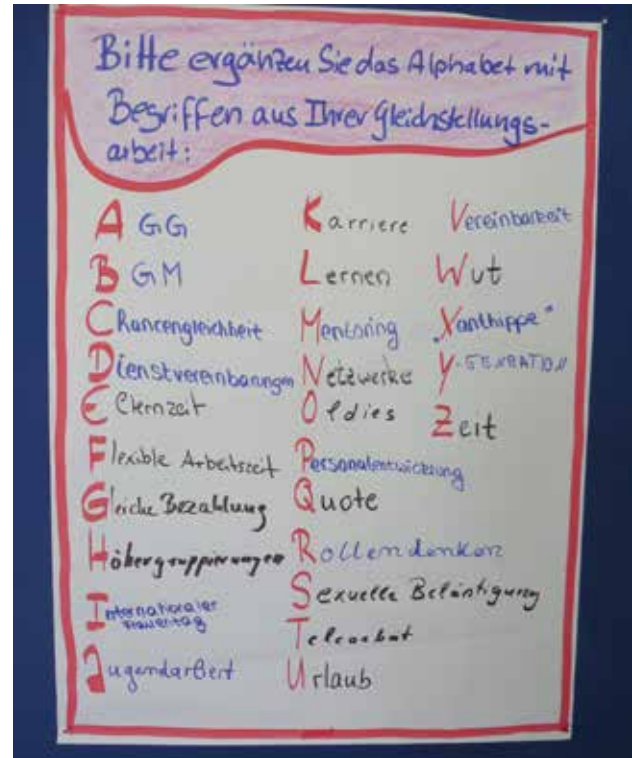 Bitte ergänzen Sie das Alphabet mit
Begriffen aus Ihrer Gleichstellungs-
arbeit:
AGG
BGM
Chancengleichheit
Dienstvereinbarungen
Elternzeit
Flexible Arbeitszeit
Gleiche Bezahlung
Höhergruppierungen
Internationaler
Frauentag
Jugendarbeit
Karriere
Lernen
Mentoring
Netzwerke
Oldies
Personalentwicklung
Quote
Rollendenken
Sexuelle Belästigung
Telearbeit
Urlaub
Vereinbarkeit
Wut
„Xanthippe"
Y-GENERATION
Zeit